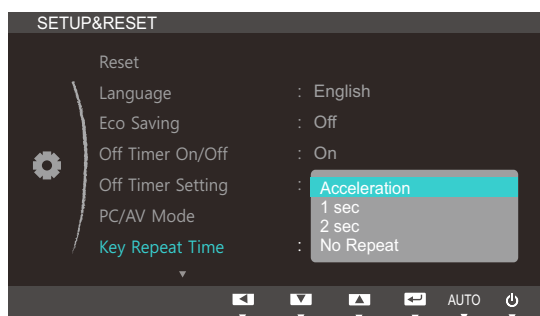 SETUP&RESET
Reset
Language : English
Eco Saving : Off
Off Timer On/Off : On
Off Timer Setting :
Acceleration
1 sec
PC/AV Mode
2 sec
Key Repeat Time : No Repeat
AUTO